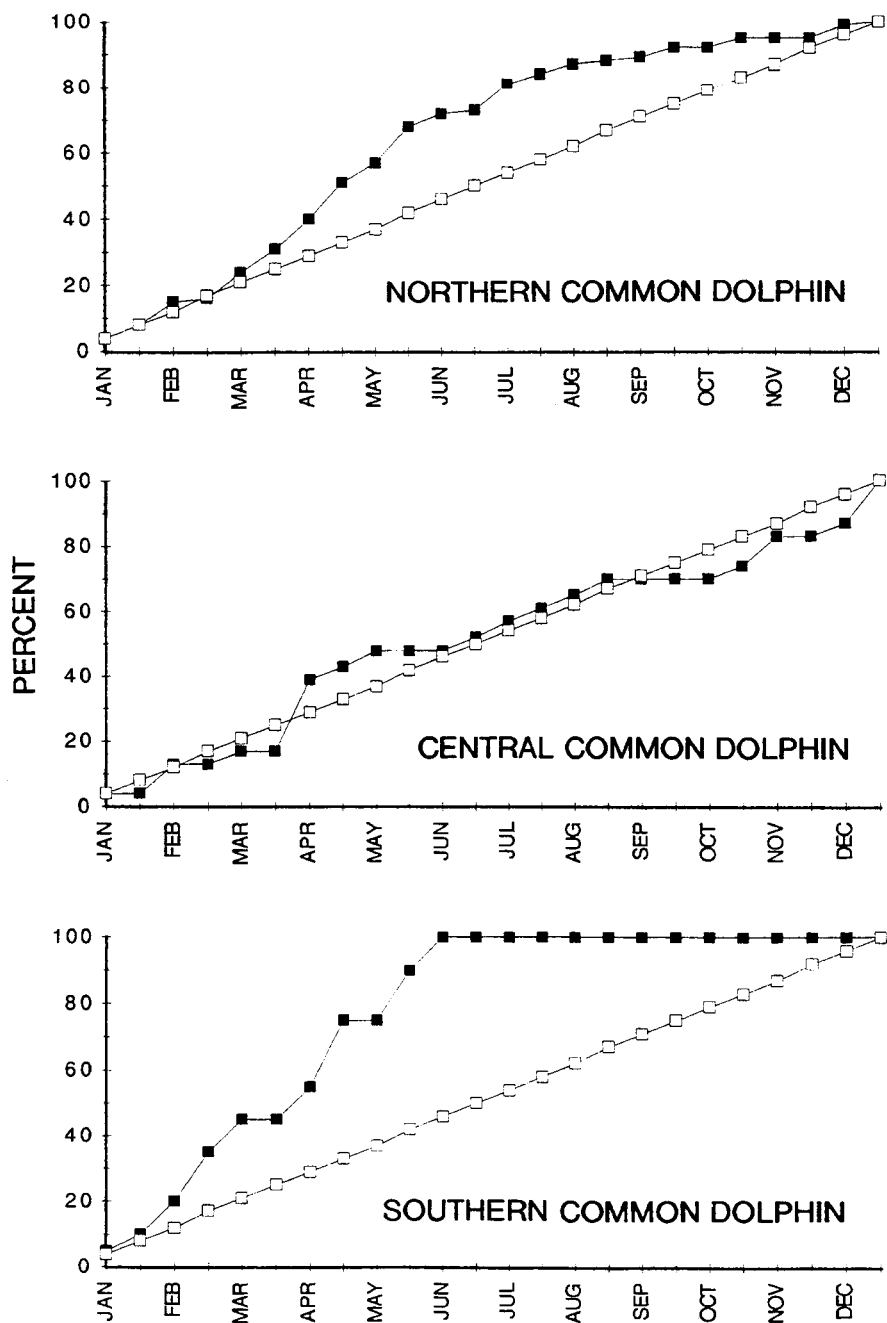 100
80
60
40
20
0
NORTHERN COMMON DOLPHIN
JAN FEB MAR APR MAY JUN JUL AUG SEP OCT NOV DEC
PERCENT
100
80
60
40
20
0
CENTRAL COMMON DOLPHIN
JAN FEB MAR APR MAY JUN JUL AUG SEP OCT NOV DEC
100
80
60
40
20
0
SOUTHERN COMMON DOLPHIN
JAN FEB MAR APR MAY JUN JUL AUG SEP OCT NOV DEC